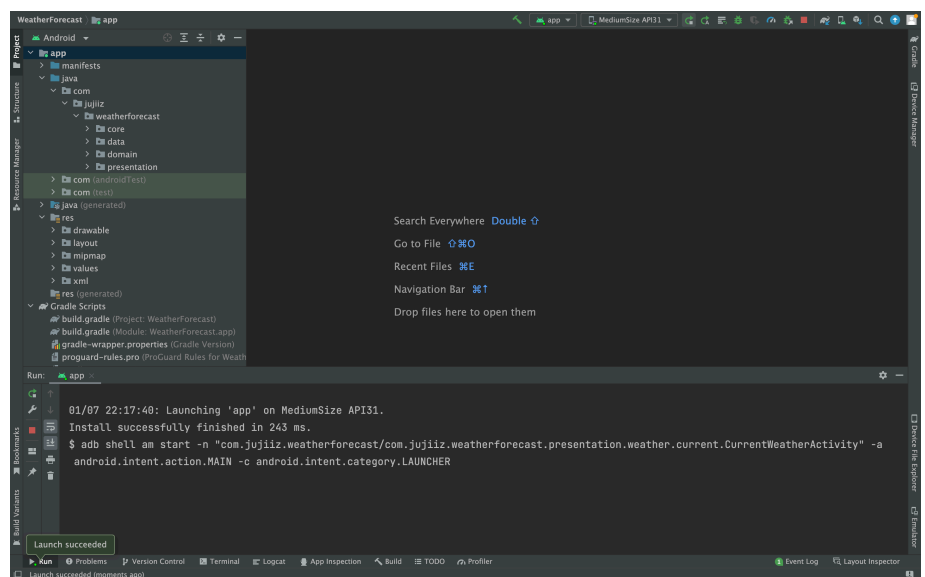 WeatherForecast
app
app
MediumSize API31
Project
Structure
Resource Manager
Bookmarks
Build Variants
Android
app
manifests
java
com
jujiiz
weatherforecast
core
data
domain
presentation
com (androidTest)
com (test)
java (generated)
res
drawable
layout
mipmap
values
xml
res (generated)
Gradle Scripts
build.gradle (Project: WeatherForecast)
build.gradle (Module: WeatherForecast.app)
gradle-wrapper.properties (Gradle Version)
proguard-rules.pro (ProGuard Rules for Weath
Search Everywhere Double ⇧
Go to File ⇧⌘O
Recent Files ⌘E
Navigation Bar ⌘↑
Drop files here to open them
Gradle
Device Manager
Device File Explorer
Emulator
Run: app ×
01/07 22:17:40: Launching 'app' on MediumSize API31.
Install successfully finished in 243 ms.
$ adb shell am start -n "com.jujiiz.weatherforecast/com.jujiiz.weatherforecast.presentation.weather.current.CurrentWeatherActivity" -a
android.intent.action.MAIN -c android.intent.category.LAUNCHER
Launch succeeded
Run
Problems
Version Control
Terminal
Logcat
App Inspection
Build
TODO
Profiler
1 Event Log
Layout Inspector
Launch succeeded (moments ago)